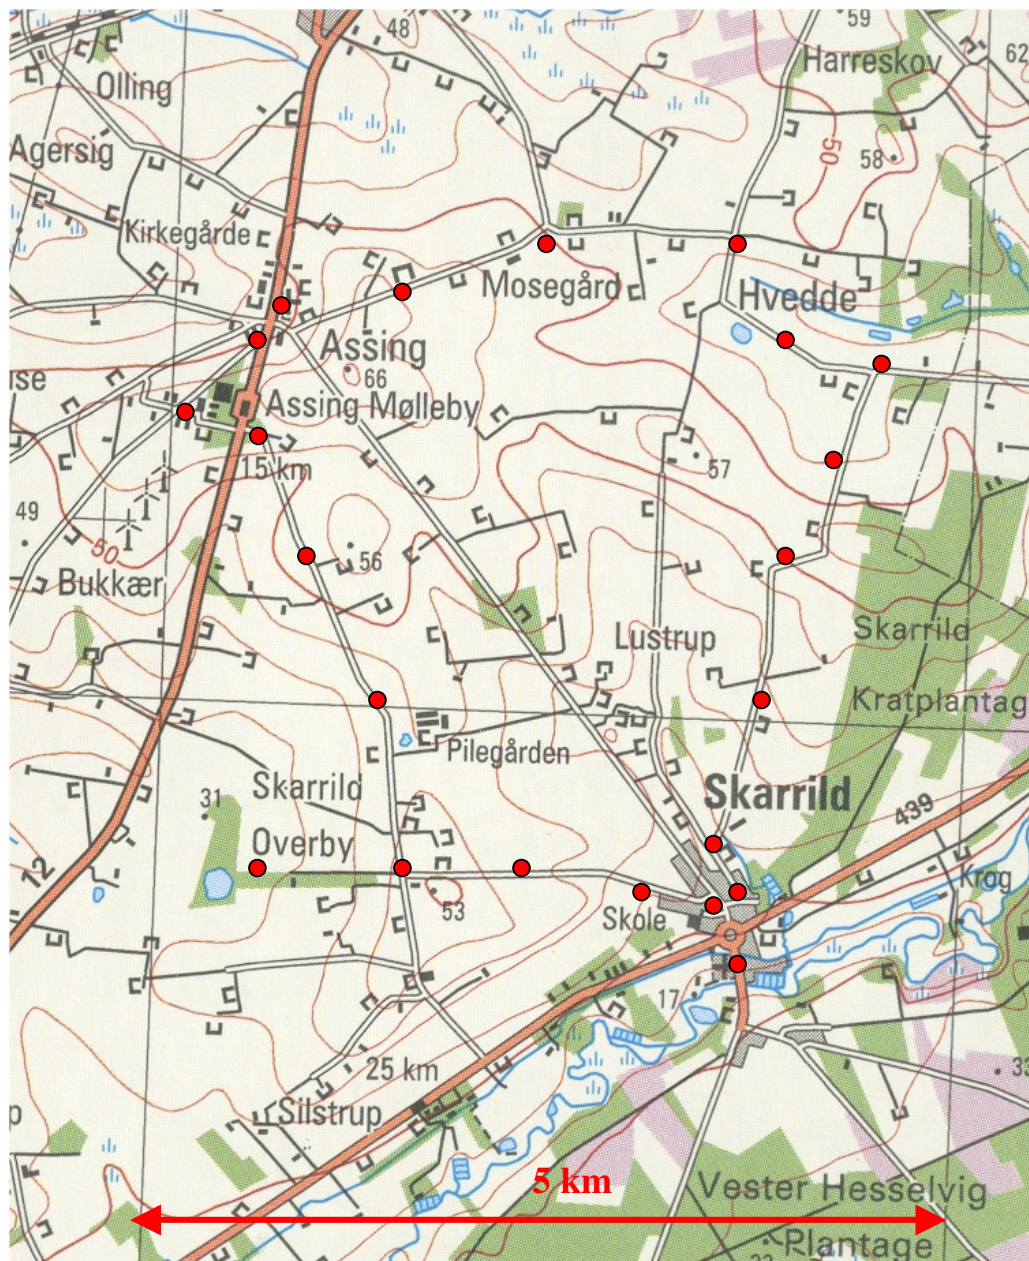 48
59
62
Harreskov
Olling
50
58
Agersig
Kirkegårde
Mosegård
Hvedde
Assing
66
Assing Mølleby
15 km
57
49
50
56
Bukkær
Lustrup
Skarrild
Kratplantag
Pilegården
Skarrild
Overby
31
Skarrild
439
12
53
Skole
Krog
17
25 km
Silstrup
33
5 km
Vester Hesselvig
Plantage